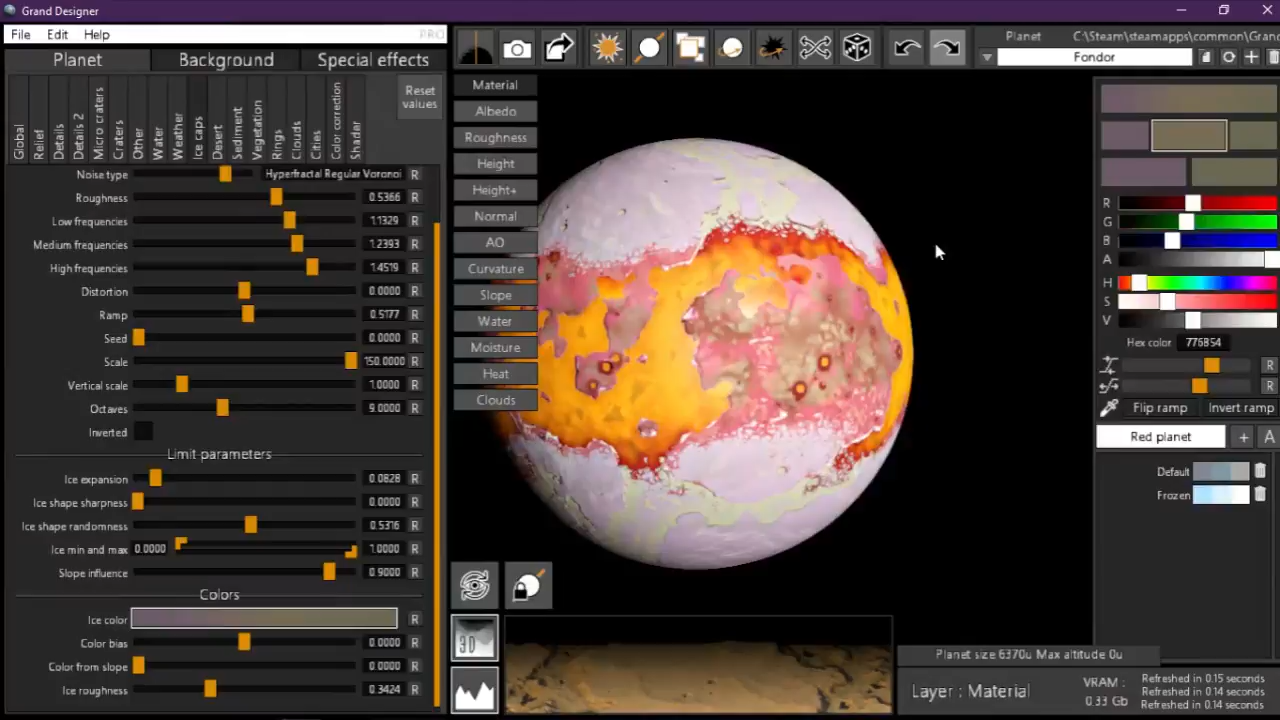 Grand Designer
File Edit Help PRO
Planet Background Special effects
Global Relief Details Details 2 Micro craters Craters Other Water Weather Ice caps Desert Sediment Vegetation Rings Clouds Cities Color correction Shader
Reset values
Noise type Hyperfractal Regular Voronoi R
Roughness 0.5366 R
Low frequencies 1.1329 R
Medium frequencies 1.2393 R
High frequencies 1.4519 R
Distortion 0.0000 R
Ramp 0.5177 R
Seed 0.0000 R
Scale 150.0000 R
Vertical scale 1.0000 R
Octaves 9.0000 R
Inverted
Limit parameters
Ice expansion 0.0828 R
Ice shape sharpness 0.0000 R
Ice shape randomness 0.5316 R
Ice min and max 0.0000 1.0000 R
Slope influence 0.9000 R
Colors
Ice color R
Color bias 0.0000 R
Color from slope 0.0000 R
Ice roughness 0.3424 R
Material
Albedo
Roughness
Height
Height+
Normal
AO
Curvature
Slope
Water
Moisture
Heat
Clouds
3D
Planet C:\Steam\steamapps\common\Gran
Fondor
R
G
B
A
H
S
V
Hex color 776B54
R
R
Flip ramp Invert ramp
Red planet + A
Default
Frozen
Planet size 6370u Max altitude 0u
Layer : Material
VRAM :
0.33 Gb
Refreshed in 0.15 seconds
Refreshed in 0.14 seconds
Refreshed in 0.14 seconds